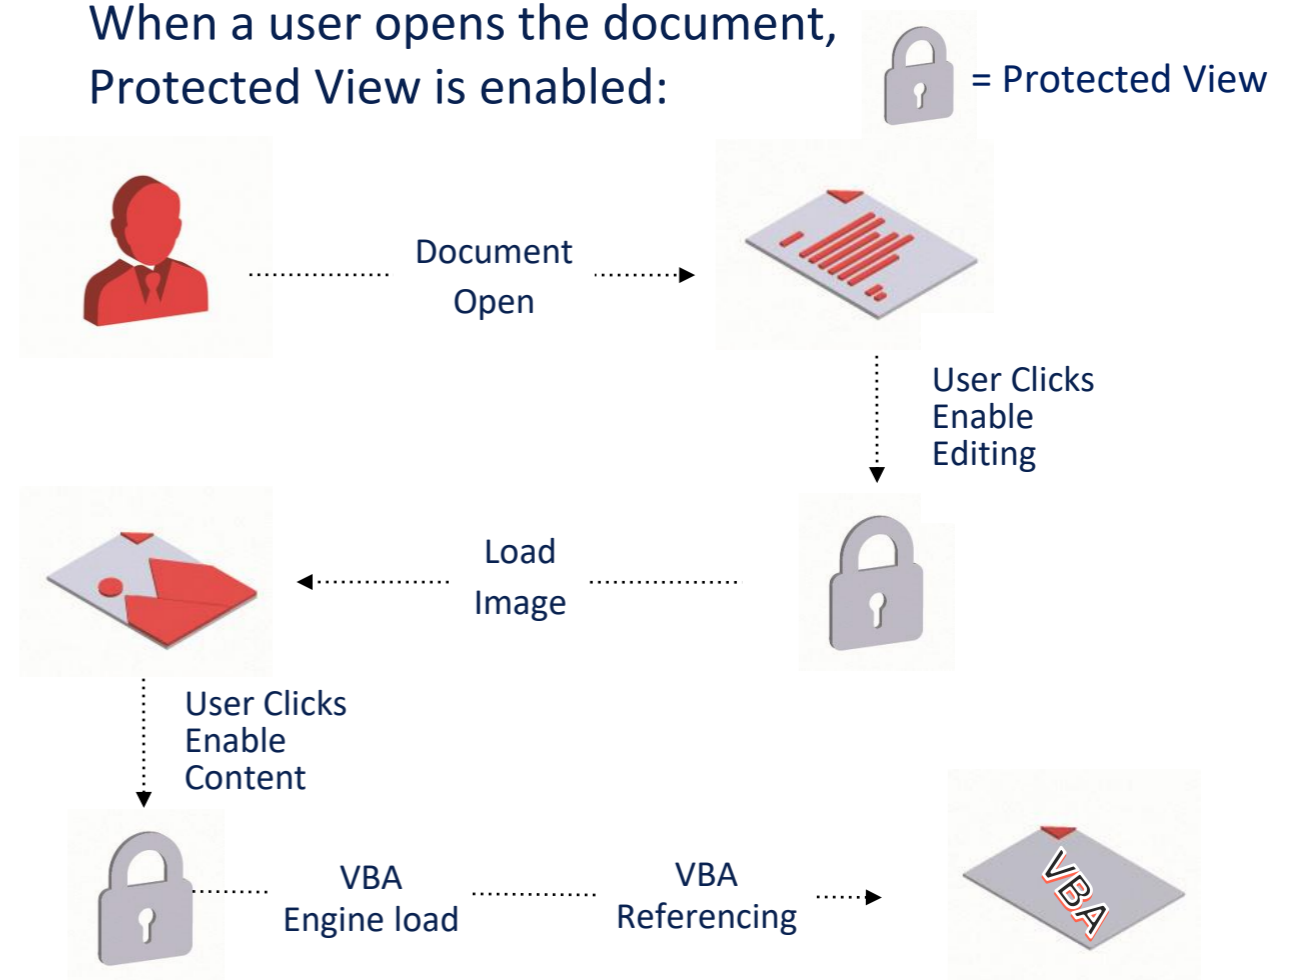 When a user opens the document,
Protected View is enabled:
= Protected View
Document
Open
User Clicks
Enable
Editing
Load
Image
User Clicks
Enable
Content
VBA
Engine load
VBA
Referencing
VBA